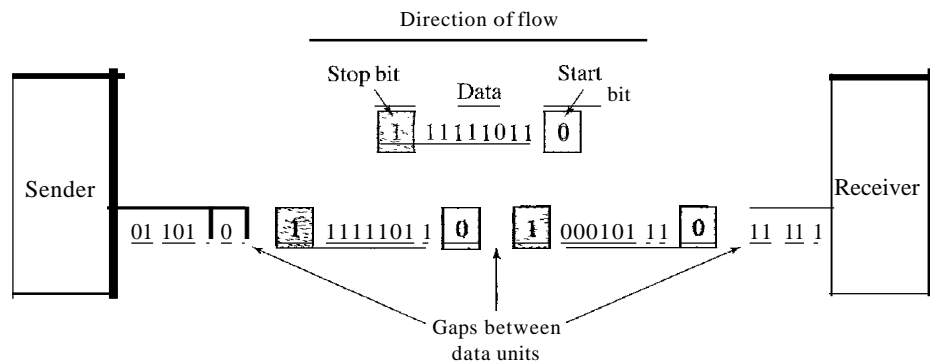 Direction of flow
Stop bit
Data
Start
bit
1 11111011 0
Sender
Receiver
01 101 0 1 1111101 1 0 1 000101 11 0 11 11 1
Gaps between
data units